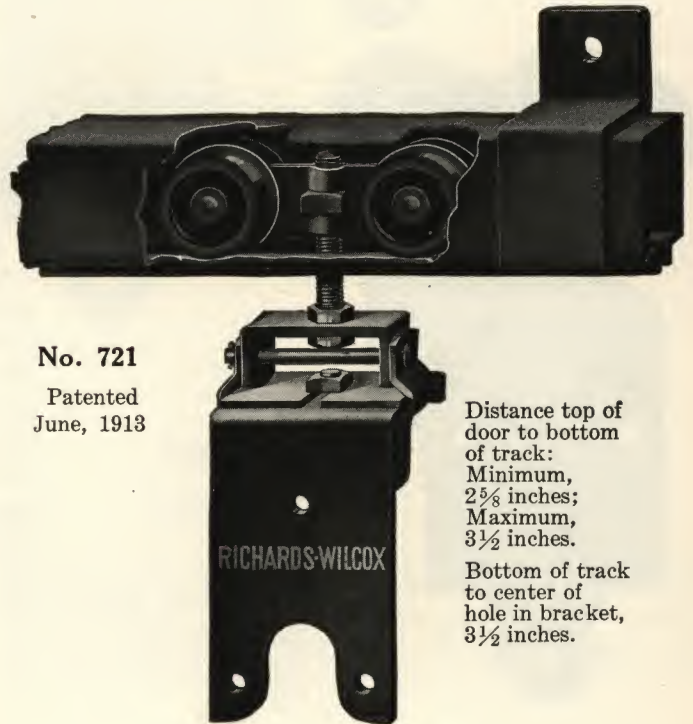 No. 721
Patented
June, 1913
RICHARDS-WILCOX
Distance top of
door to bottom
of track:
Minimum,
2⅝ inches;
Maximum,
3½ inches.
Bottom of track
to center of
hole in bracket,
3½ inches.